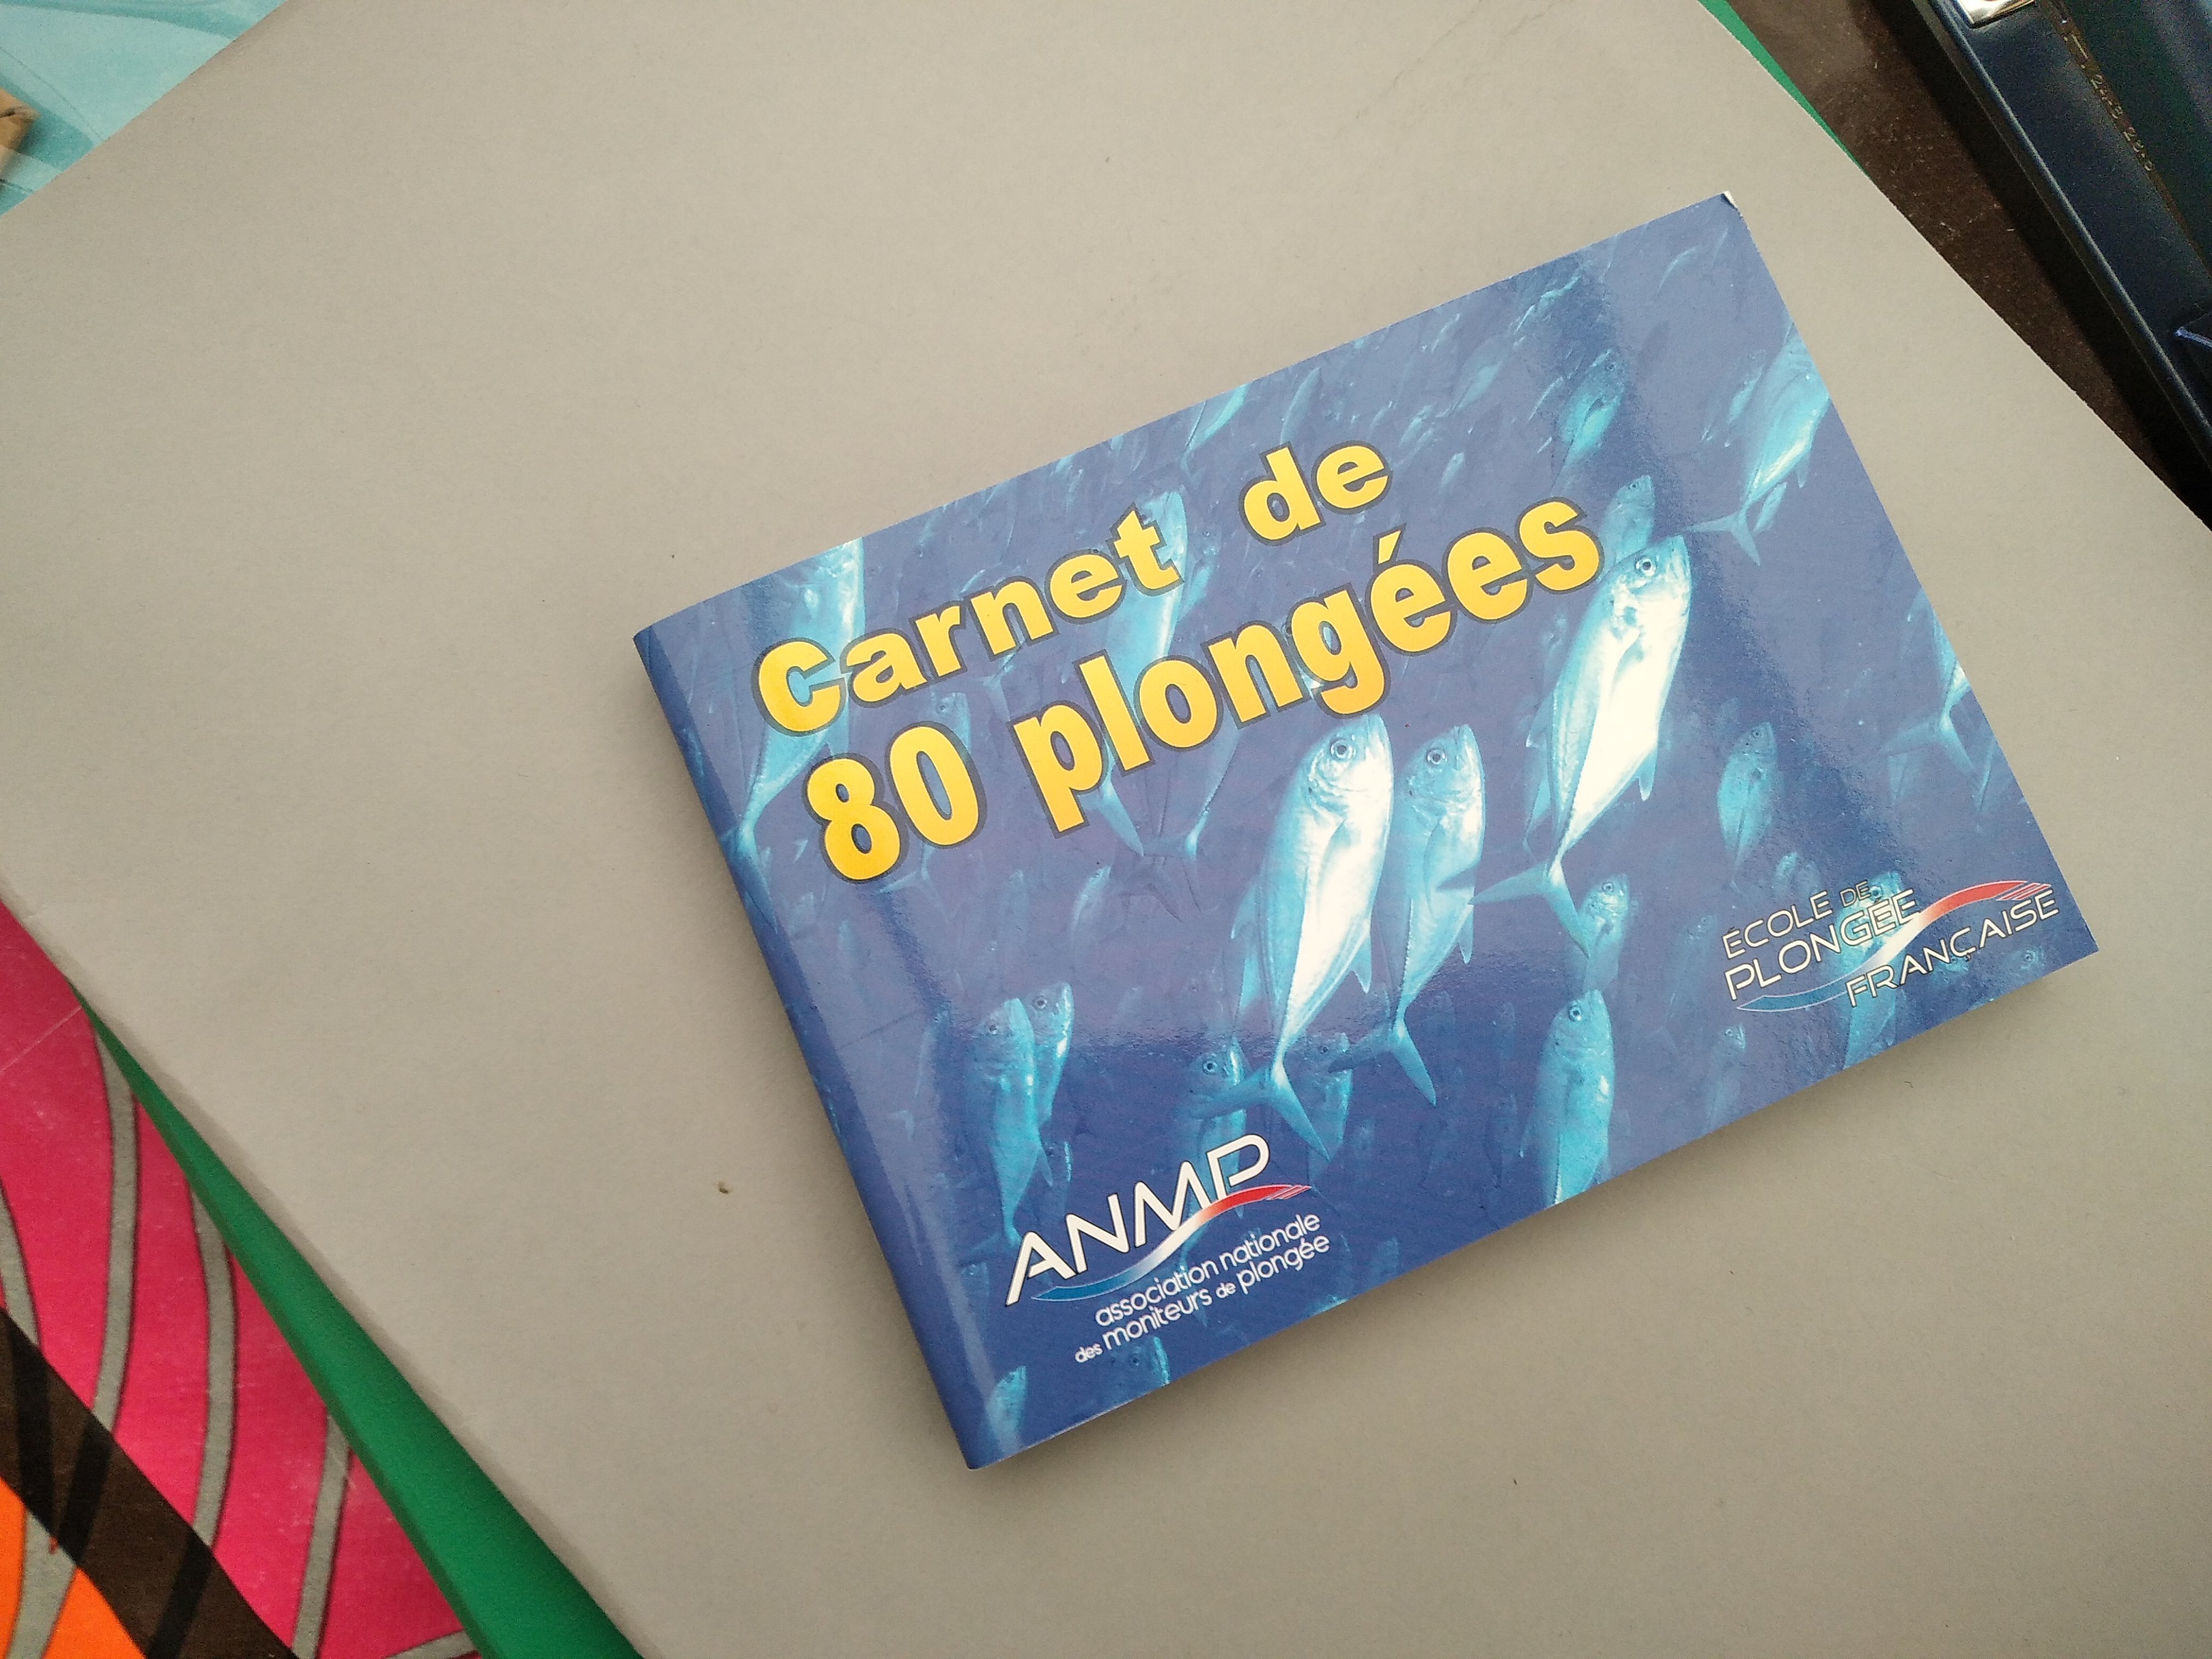 Carnet de
80 plongées
ÉCOLE DE
PLONGÉE
FRANÇAISE
ANMP
association nationale
des moniteurs de plongée